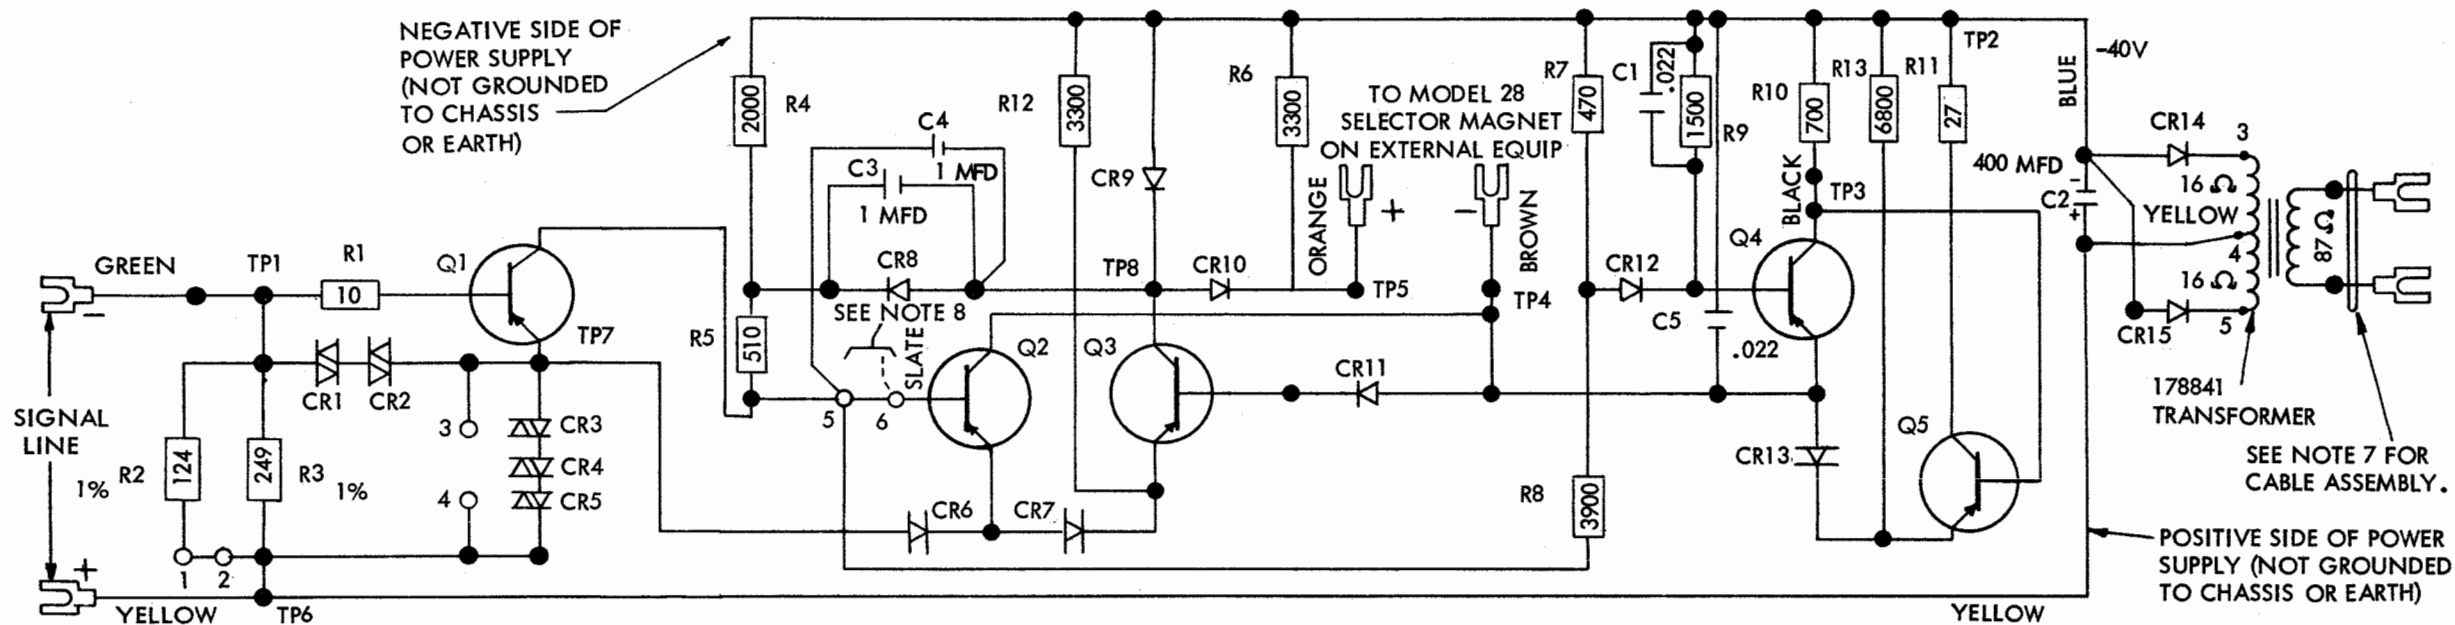 NEGATIVE SIDE OF
POWER SUPPLY
(NOT GROUNDED
TO CHASSIS
OR EARTH)
2000
R4
C4
1 MFD
C3
1 MFD
R12
3300
CR9
R6
3300
TO MODEL 28
SELECTOR MAGNET
ON EXTERNAL EQUIP
ORANGE
+
−
BROWN
R7
470
C1
.022
1500
R9
R10
700
BLACK
TP3
R13
6800
R11
27
TP2
-40V
BLUE
400 MFD
−
C2
+
CR14
3
16 Ω
YELLOW
4
16 Ω
5
CR15
87 Ω
178841
TRANSFORMER
SEE NOTE 7 FOR
CABLE ASSEMBLY.
POSITIVE SIDE OF POWER
SUPPLY (NOT GROUNDED
TO CHASSIS OR EARTH)
GREEN
−
TP1
R1
10
Q1
TP7
CR8
SEE NOTE 8
SLATE
TP8
CR10
TP5
TP4
CR12
Q4
C5
.022
R5
510
5
6
Q2
Q3
CR11
CR13
Q5
SIGNAL
LINE
1%
R2
124
249
R3
1%
CR1
CR2
3
4
CR3
CR4
CR5
CR6
CR7
R8
3900
1
2
+
YELLOW
TP6
YELLOW